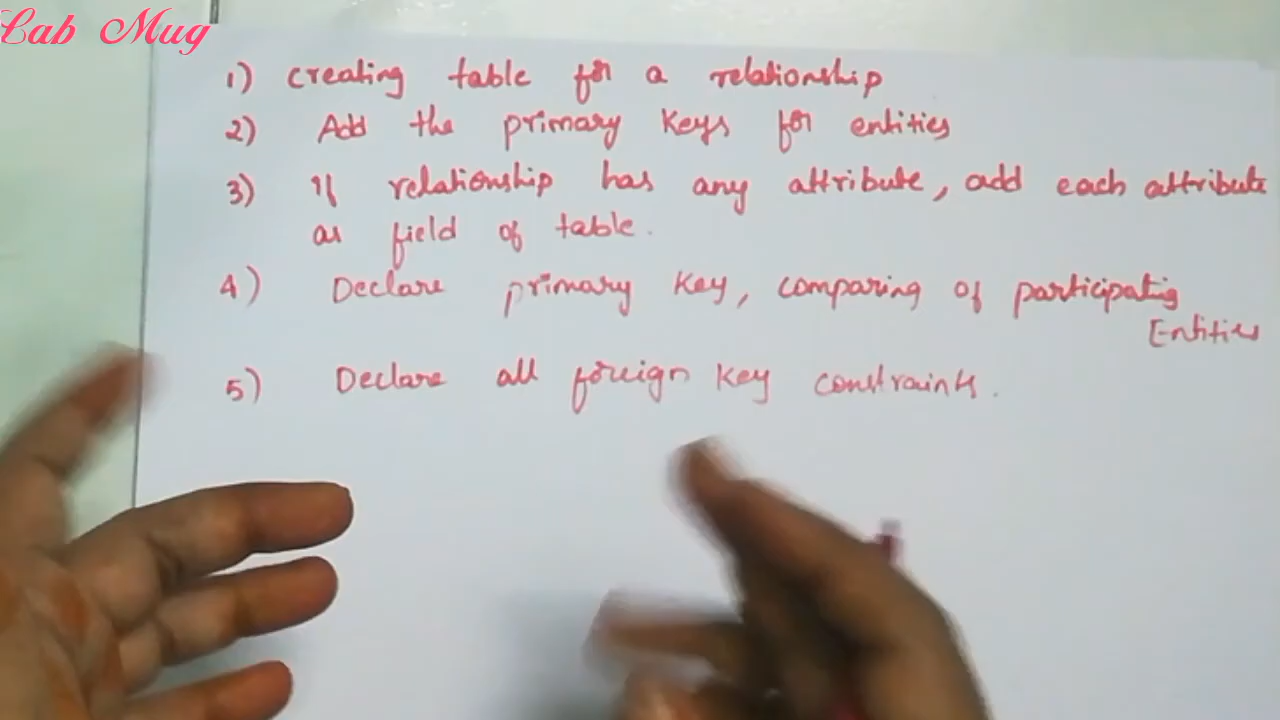 Lab Mug
1) creating table for a relationship
2) Add the primary keys for entities
3) If relationship has any attribute, add each attribute
as field of table.
4) Declare primary key, comparing of participating
Entities
5) Declare all foreign key constraints.